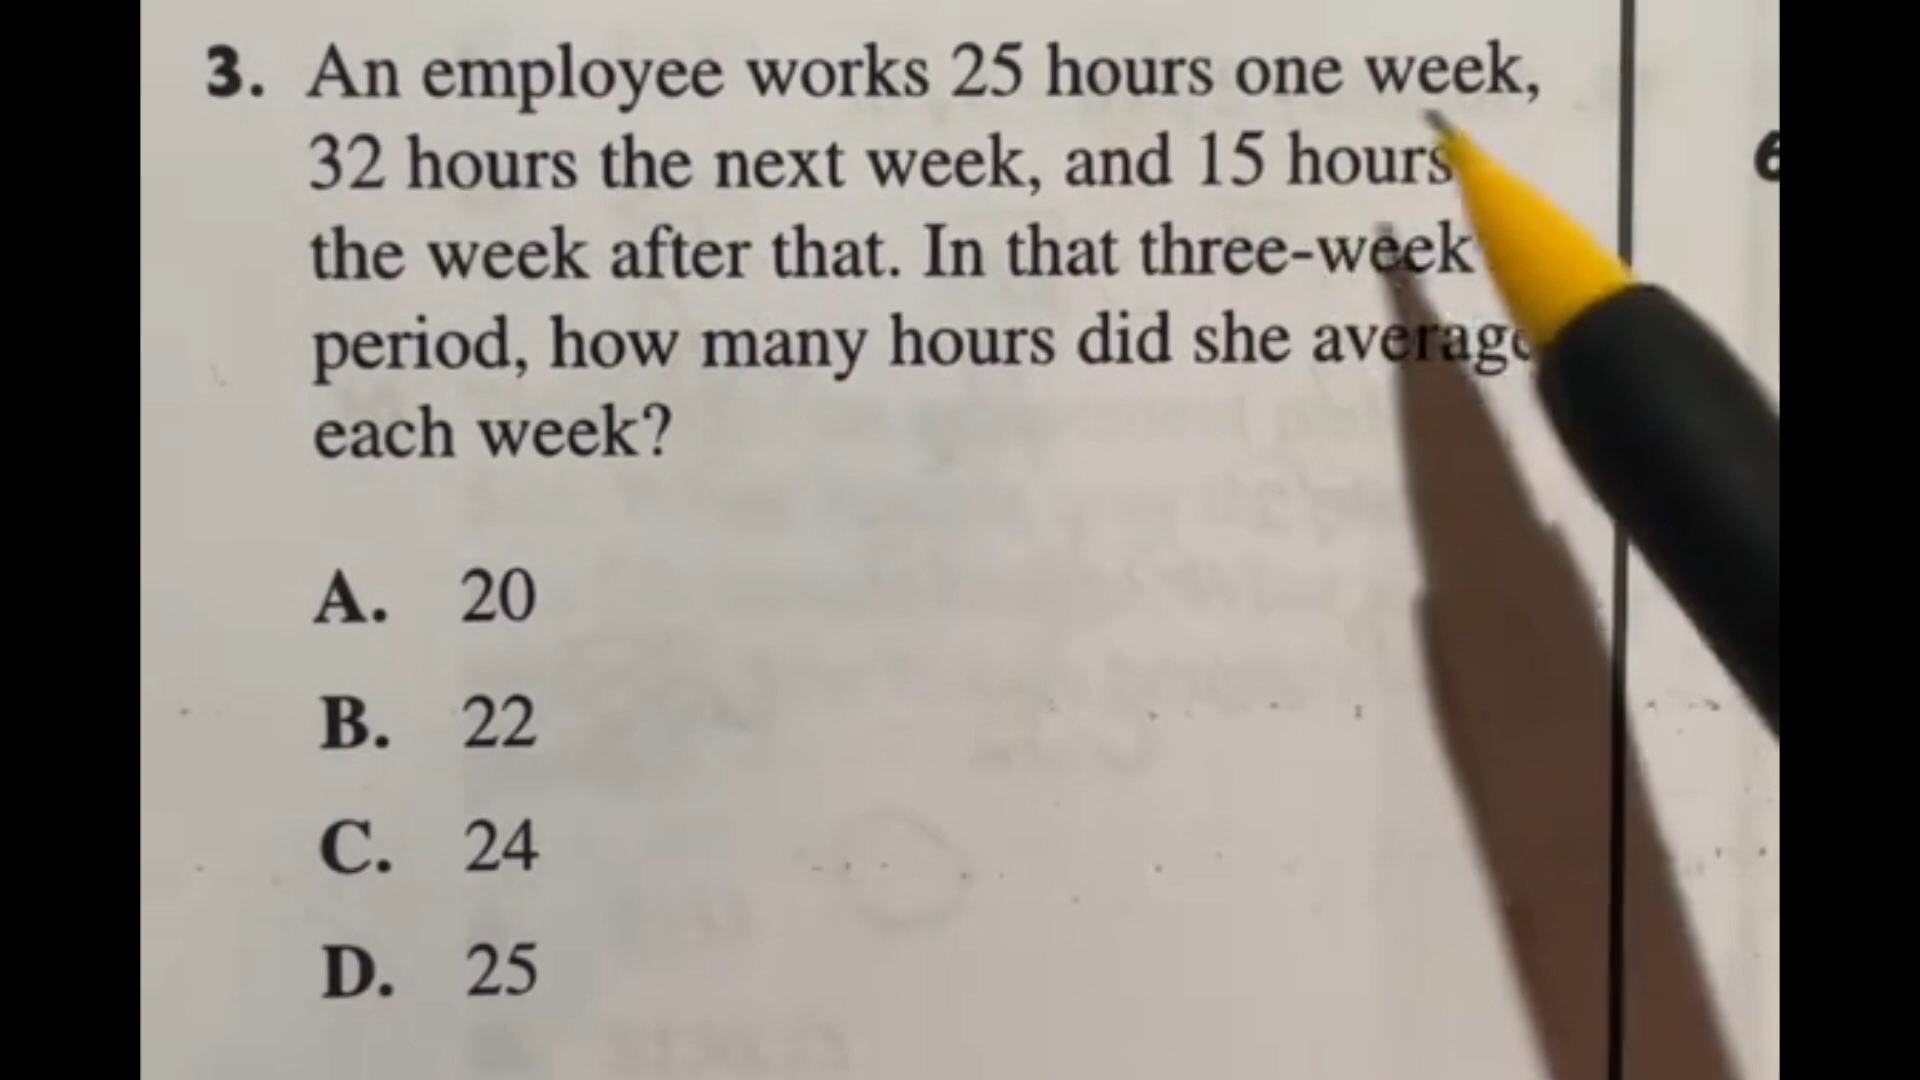 3. An employee works 25 hours one week,
32 hours the next week, and 15 hours
the week after that. In that three-week
period, how many hours did she average
each week?
A. 20
B. 22
C. 24
D. 25
6